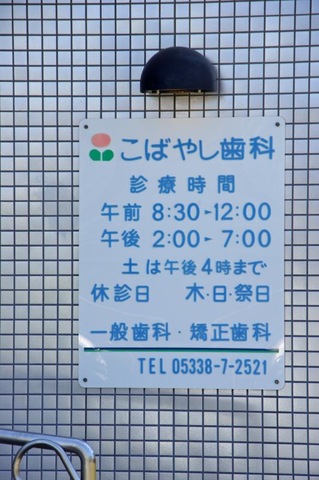 こばやし歯科
診療時間
午前 8:30-12:00
午後 2:00-7:00
土は午後4時まで
休診日 木・日・祭日
一般歯科・矯正歯科
TEL 05338-7-2521